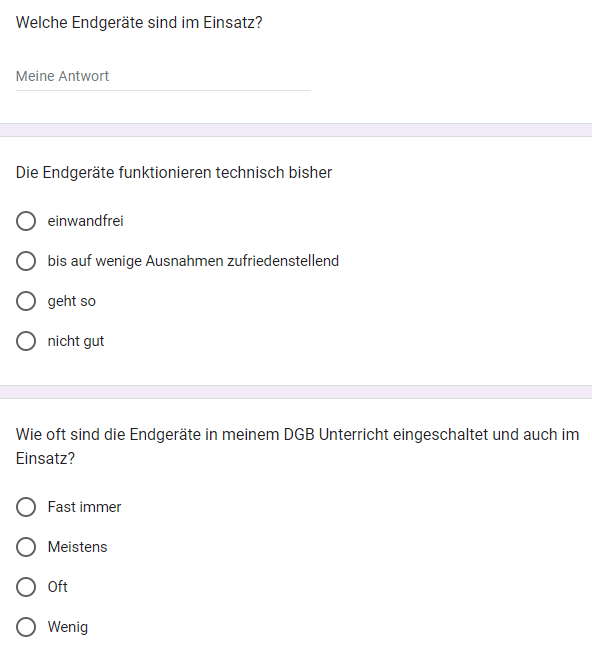 Welche Endgeräte sind im Einsatz?
Meine Antwort
Die Endgeräte funktionieren technisch bisher
einwandfrei
bis auf wenige Ausnahmen zufriedenstellend
geht so
nicht gut
Wie oft sind die Endgeräte in meinem DGB Unterricht eingeschaltet und auch im
Einsatz?
Fast immer
Meistens
Oft
Wenig